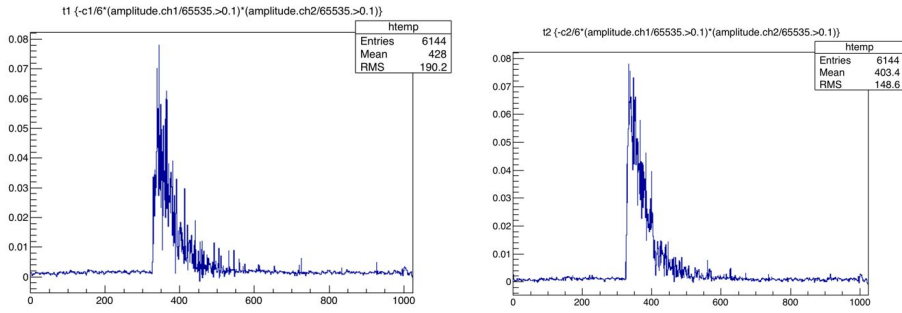 t1 {-c1/6*(amplitude.ch1/65535.>0.1)*(amplitude.ch2/65535.>0.1)}
htemp
Entries 6144
Mean 428
RMS 190.2
0.08
0.07
0.06
0.05
0.04
0.03
0.02
0.01
0
0 200 400 600 800 1000
t2 {-c2/6*(amplitude.ch1/65535.>0.1)*(amplitude.ch2/65535.>0.1)}
htemp
Entries 6144
Mean 403.4
RMS 148.6
0.08
0.07
0.06
0.05
0.04
0.03
0.02
0.01
0
0 200 400 600 800 1000